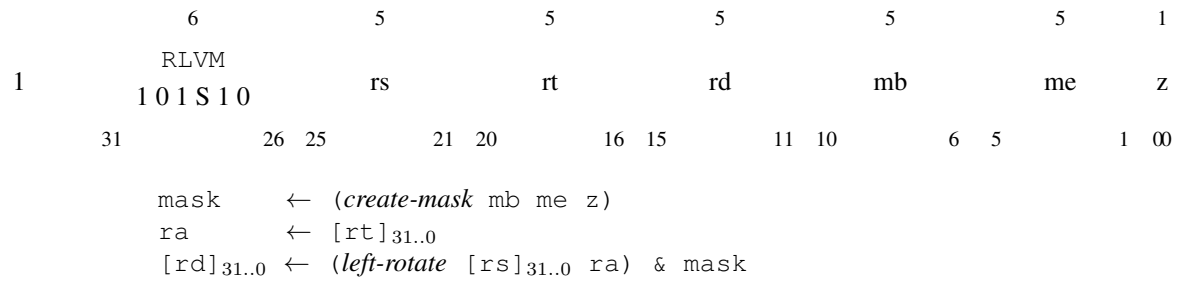 6 5 5 5 5 5 1
RLVM
1 1 0 1 S 1 0 rs rt rd mb me z
31 26 25 21 20 16 15 11 10 6 5 1 00
mask ← (create-mask mb me z)
ra ← [rt]31..0
[rd]31..0 ← (left-rotate [rs]31..0 ra) & mask